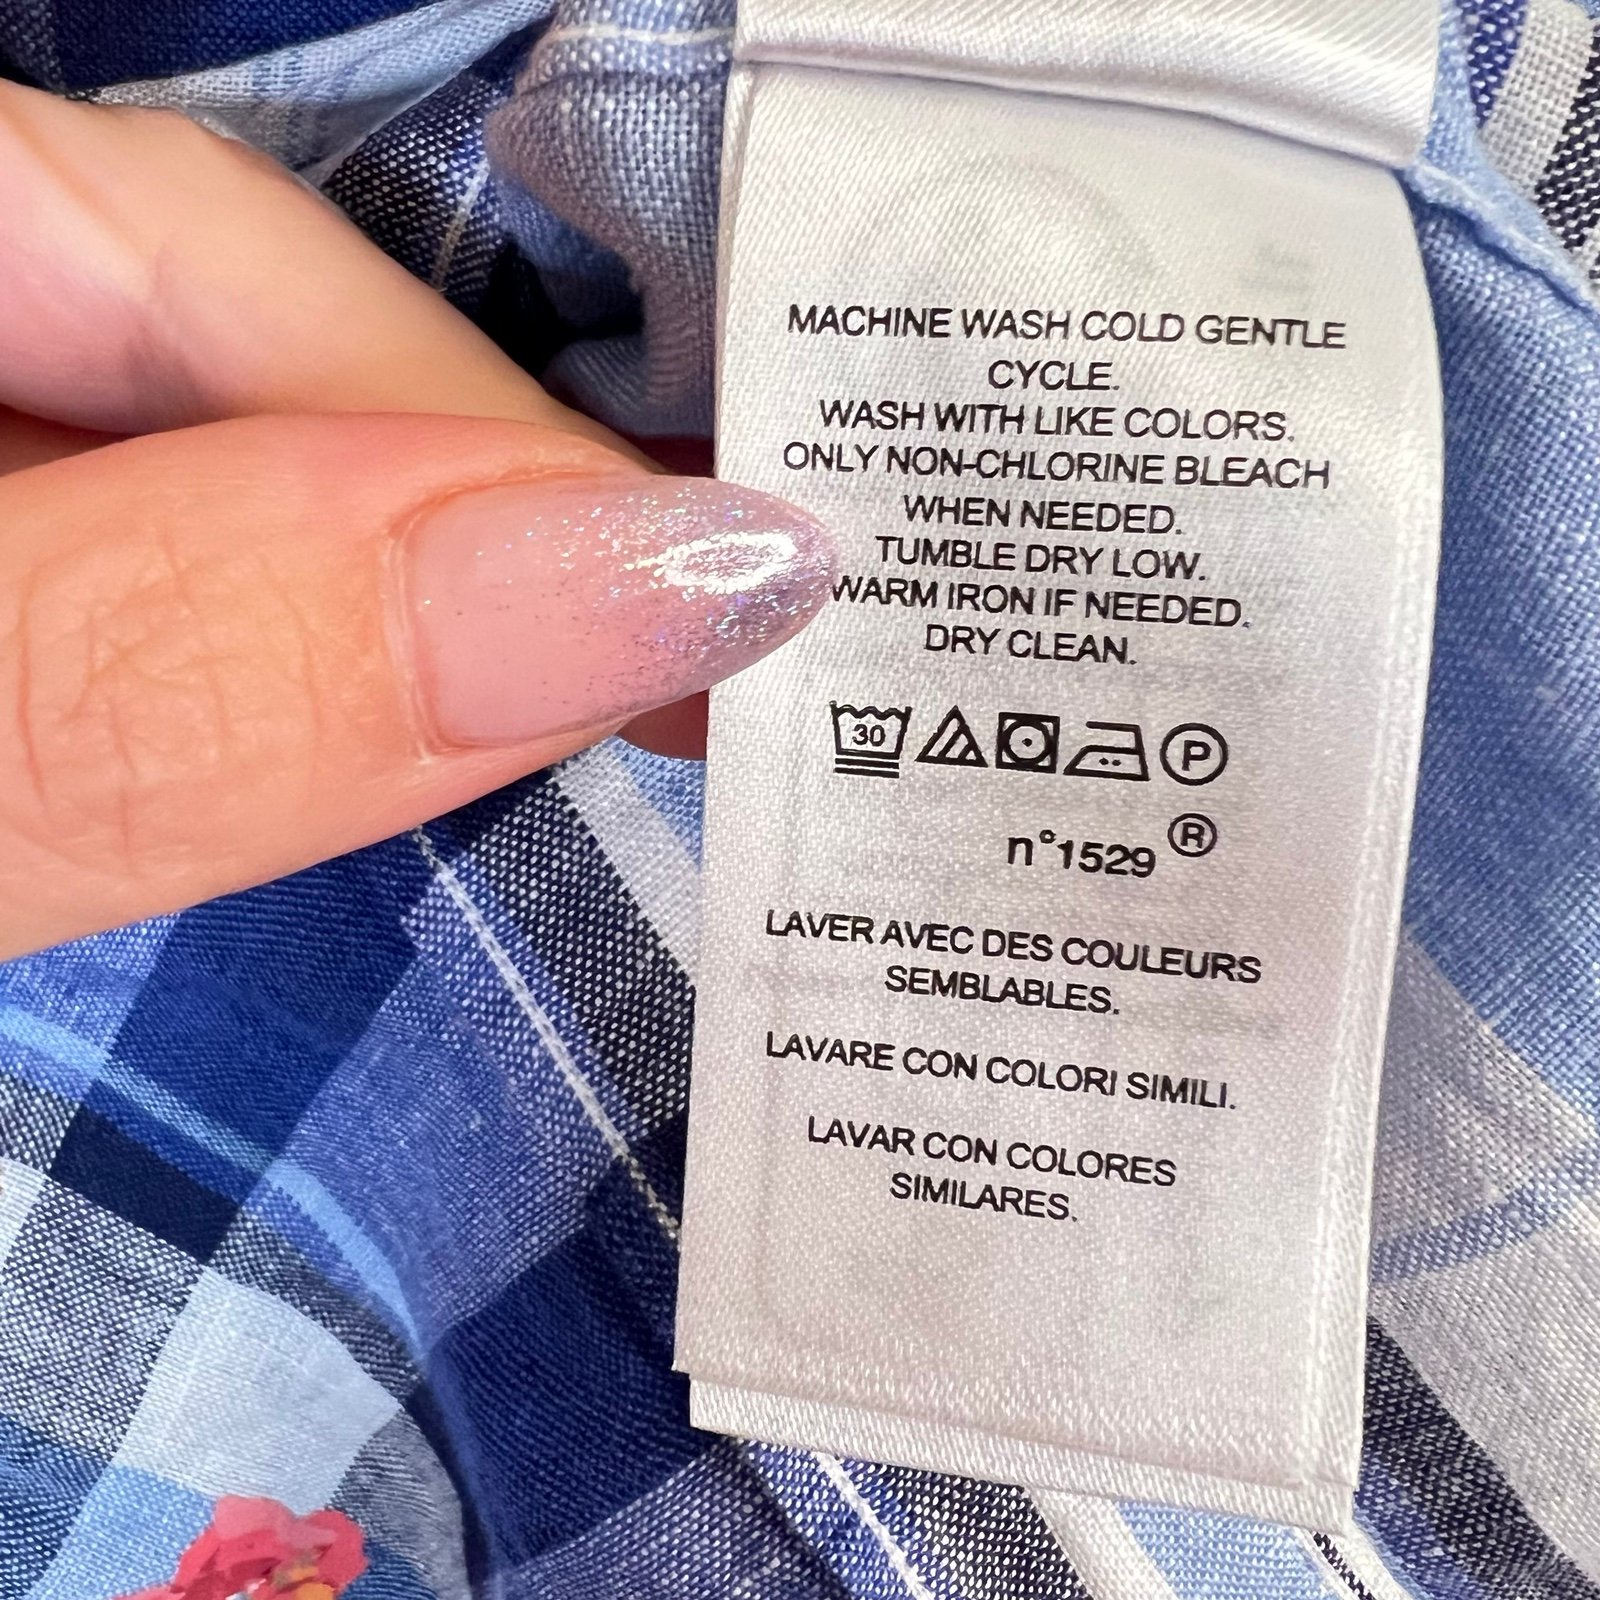 MACHINE WASH COLD GENTLE
CYCLE.
WASH WITH LIKE COLORS.
ONLY NON-CHLORINE BLEACH
WHEN NEEDED.
TUMBLE DRY LOW.
WARM IRON IF NEEDED.
DRY CLEAN.
30 P
n°1529 ®
LAVER AVEC DES COULEURS
SEMBLABLES.
LAVARE CON COLORI SIMILI.
LAVAR CON COLORES
SIMILARES.